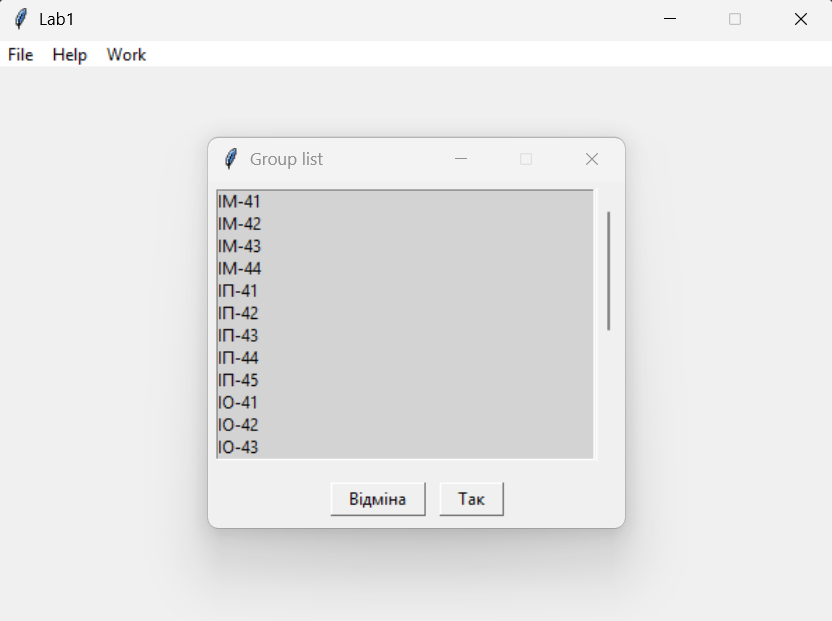 Lab1
File Help Work
Group list
ІМ-41
ІМ-42
ІМ-43
ІМ-44
ІП-41
ІП-42
ІП-43
ІП-44
ІП-45
ІО-41
ІО-42
ІО-43
Відміна Так